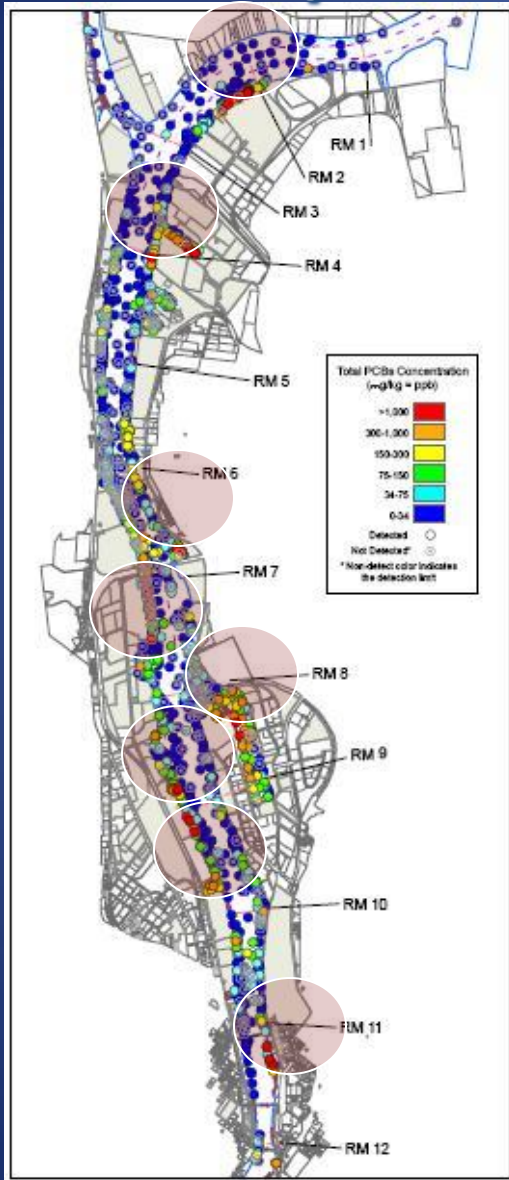 RM 1
RM 2
RM 3
RM 4
RM 5
RM 6
RM 7
RM 8
RM 9
RM 10
RM 11
RM 12
Total PCBs Concentration
(mg/kg = ppb)
>1,000
300-1,000
150-300
75-150
34-75
0-34
Detected
Not Detected*
* Non-detect color indicates
the detection limit